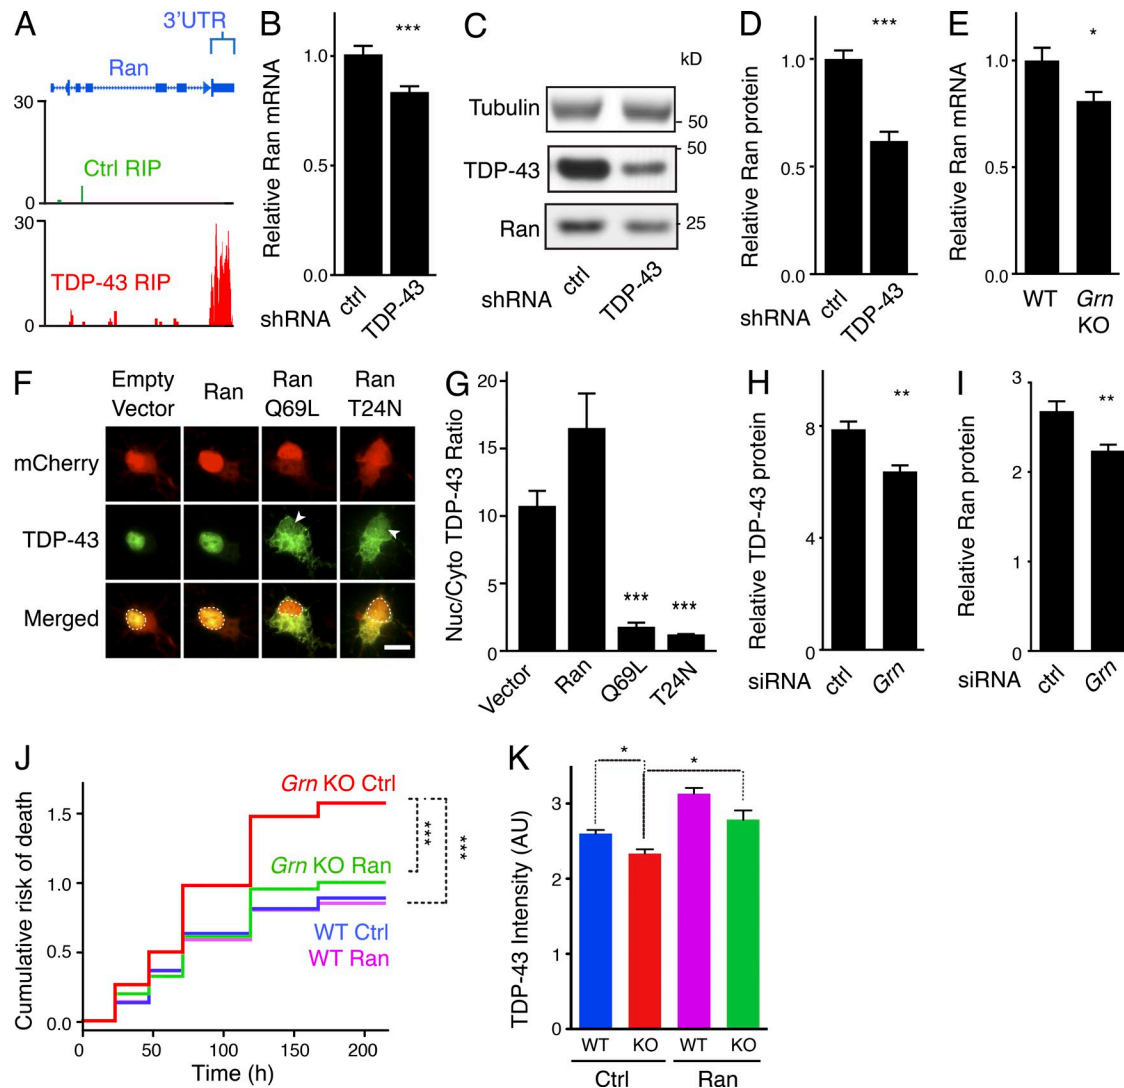 A
3'UTR
Ran
30
Ctrl RIP
0
30
TDP-43 RIP
0
B
Relative Ran mRNA
1.0
0.5
0.0
***
shRNA
ctrl
TDP-43
C
kD
Tubulin
50
50
TDP-43
Ran
25
shRNA
ctrl
TDP-43
D
Relative Ran protein
1.0
0.5
0.0
***
shRNA
ctrl
TDP-43
E
Relative Ran mRNA
1.0
0.5
0.0
*
WT
Grn
KO
F
Empty
Vector
Ran
Ran
Q69L
Ran
T24N
mCherry
TDP-43
Merged
G
Nuc/Cyto TDP-43 Ratio
20
15
10
5
0
***
***
Vector
Ran
Q69L
T24N
H
Relative TDP-43 protein
8
4
0
**
siRNA
ctrl
Grn
I
Relative Ran protein
3
2
1
0
**
siRNA
ctrl
Grn
J
Cumulative risk of death
1.5
1.0
0.5
0.0
Grn KO Ctrl
***
***
Grn KO Ran
WT Ctrl
WT Ran
0
50
100
150
200
Time (h)
K
TDP-43 Intensity (AU)
3
2
1
0
*
*
WT
KO
WT
KO
Ctrl
Ran